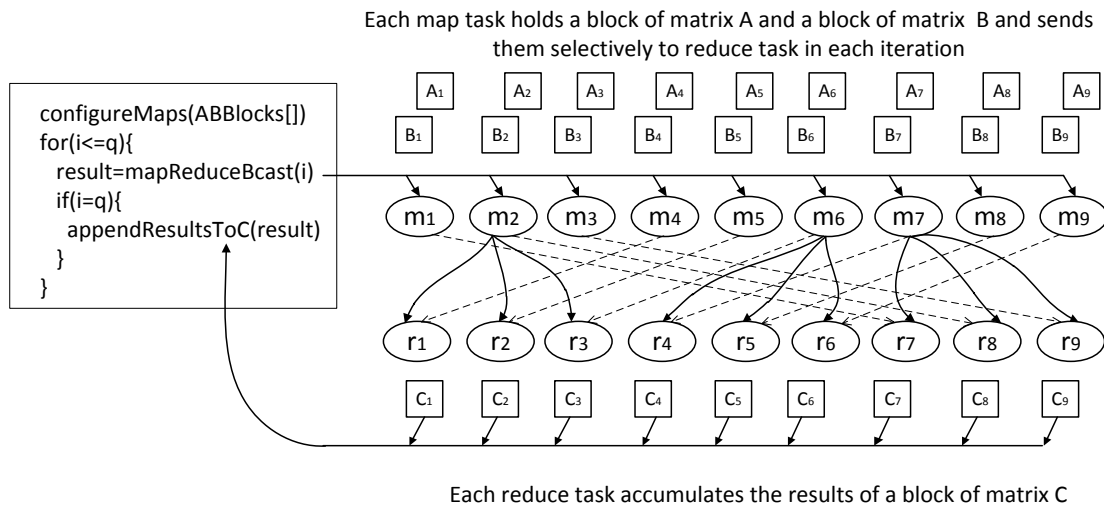 Each map task holds a block of matrix A and a block of matrix B and sends
them selectively to reduce task in each iteration
A1 A2 A3 A4 A5 A6 A7 A8 A9
configureMaps(ABBlocks[])
B1 B2 B3 B4 B5 B6 B7 B8 B9
for(i<=q){
result=mapReduceBcast(i)
if(i=q){
m1 m2 m3 m4 m5 m6 m7 m8 m9
appendResultsToC(result)
}
}
r1 r2 r3 r4 r5 r6 r7 r8 r9
C1 C2 C3 C4 C5 C6 C7 C8 C9
Each reduce task accumulates the results of a block of matrix C